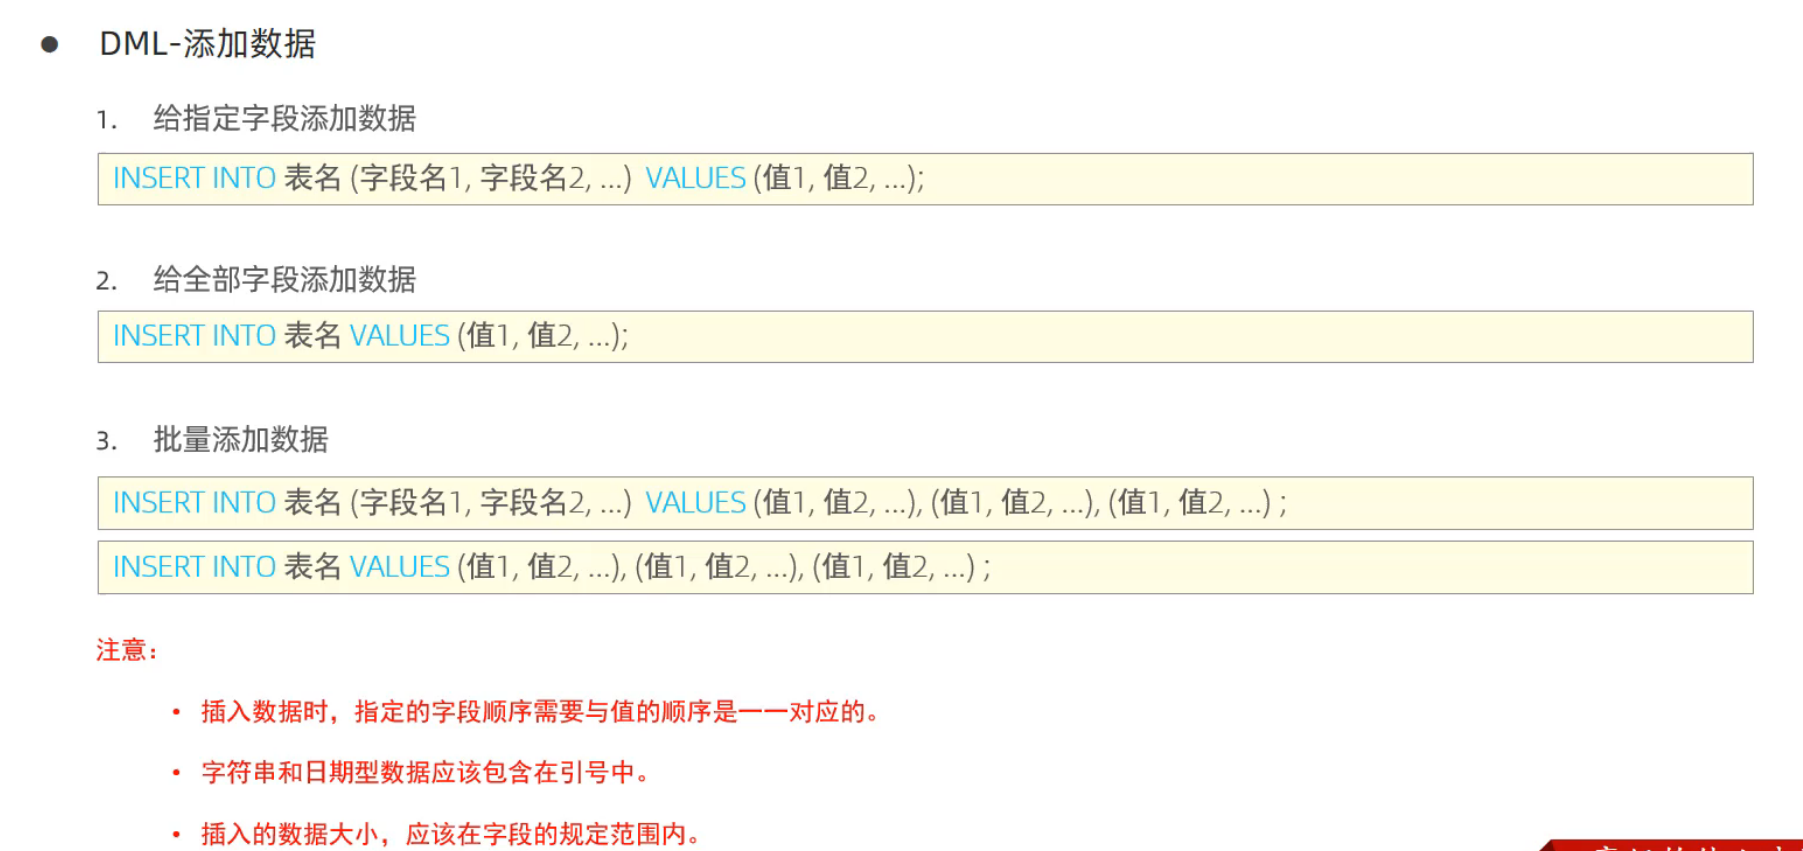 ● DML-添加数据
1. 给指定字段添加数据
INSERT INTO 表名 (字段名1, 字段名2, ...) VALUES (值1, 值2, ...);
2. 给全部字段添加数据
INSERT INTO 表名 VALUES (值1, 值2, ...);
3. 批量添加数据
INSERT INTO 表名 (字段名1, 字段名2, ...) VALUES (值1, 值2, ...), (值1, 值2, ...), (值1, 值2, ...) ;
INSERT INTO 表名 VALUES (值1, 值2, ...), (值1, 值2, ...), (值1, 值2, ...) ;
注意：
• 插入数据时，指定的字段顺序需要与值的顺序是一一对应的。
• 字符串和日期型数据应该包含在引号中。
• 插入的数据大小，应该在字段的规定范围内。